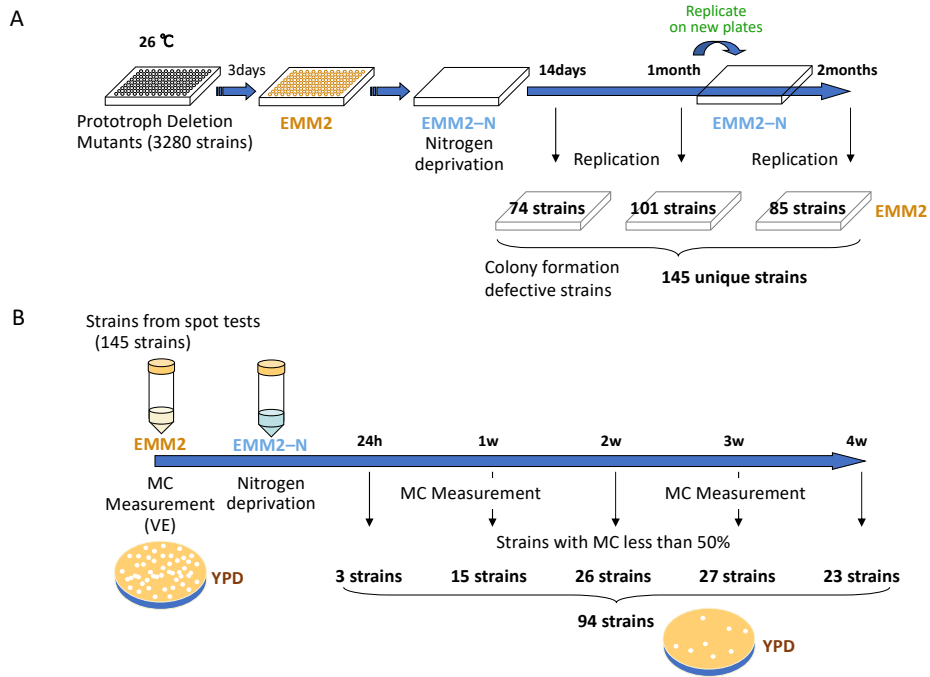 A
Replicate
on new plates
26 ℃
3days
14days
1month
2months
Prototroph Deletion
Mutants (3280 strains)
EMM2
EMM2–N
Nitrogen
deprivation
EMM2–N
Replication
Replication
74 strains
101 strains
85 strains
EMM2
Colony formation
defective strains
145 unique strains
B
Strains from spot tests
(145 strains)
EMM2
EMM2–N
24h
1w
2w
3w
4w
MC
Measurement
(VE)
Nitrogen
deprivation
MC Measurement
MC Measurement
Strains with MC less than 50%
YPD
3 strains
15 strains
26 strains
27 strains
23 strains
94 strains
YPD